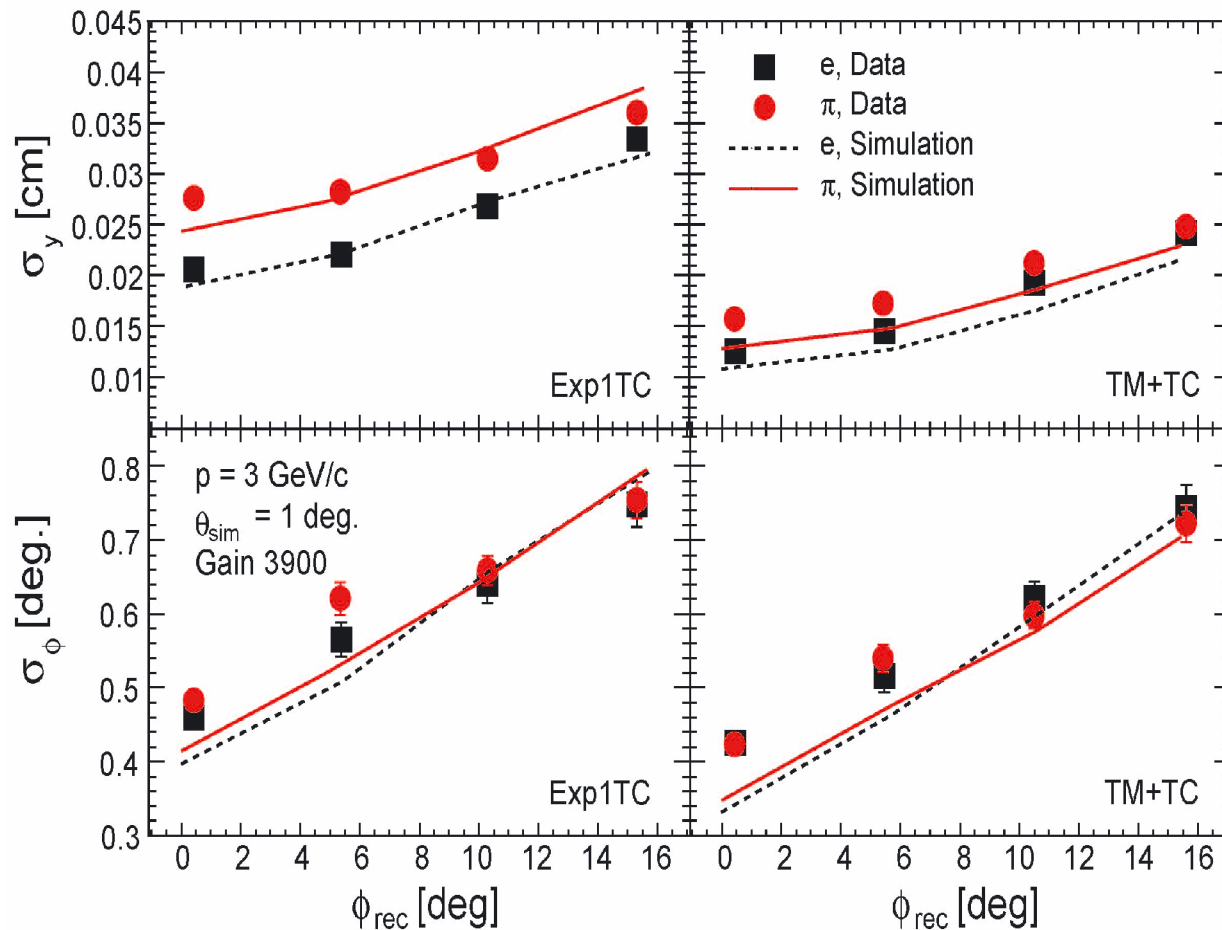 0.045
0.04
0.035
0.03
0.025
0.02
0.015
0.01
σy [cm]
Exp1TC
e, Data
π, Data
e, Simulation
π, Simulation
TM+TC
0.8
0.7
0.6
0.5
0.4
0.3
σϕ [deg.]
p = 3 GeV/c
θsim = 1 deg.
Gain 3900
Exp1TC
TM+TC
0 2 4 6 8 10 12 14 16
0 2 4 6 8 10 12 14 16
ϕrec [deg]
ϕrec [deg]